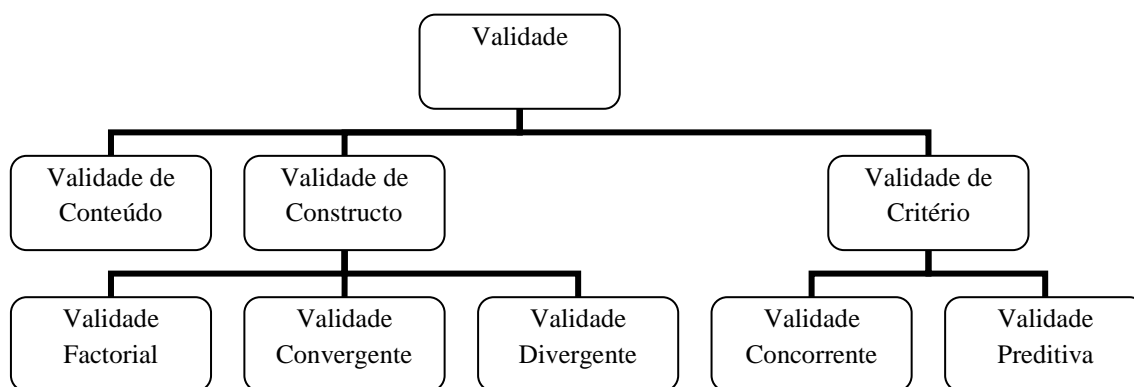 Validade
Validade de
Conteúdo
Validade de
Constructo
Validade de
Critério
Validade
Factorial
Validade
Convergente
Validade
Divergente
Validade
Concorrente
Validade
Preditiva